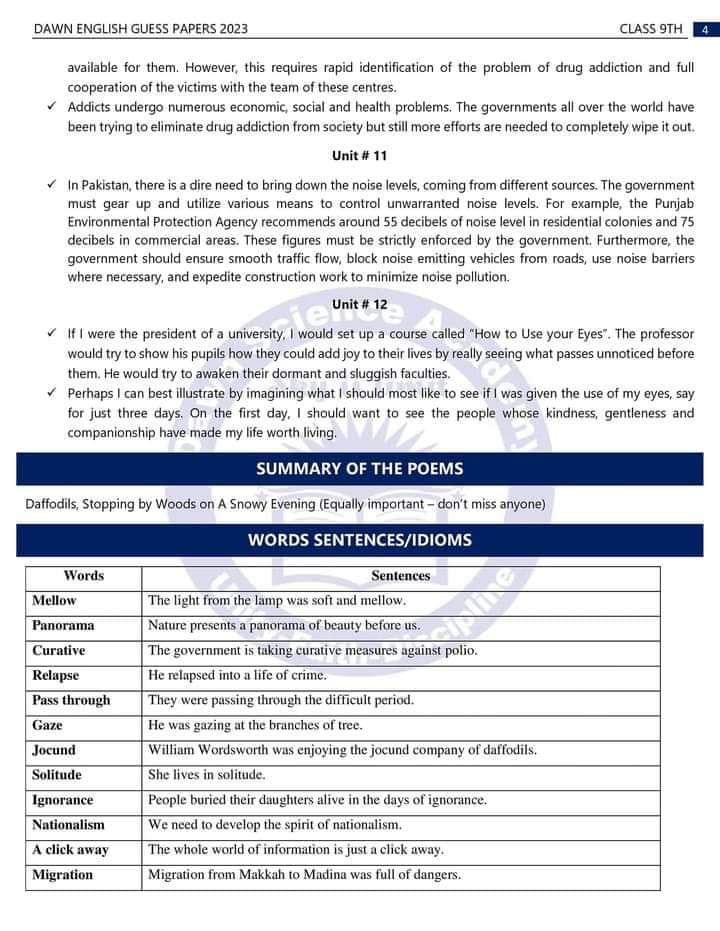 DAWN ENGLISH GUESS PAPERS 2023 CLASS 9TH 4
available for them. However, this requires rapid identification of the problem of drug addiction and full
cooperation of the victims with the team of these centres.
✓ Addicts undergo numerous economic, social and health problems. The governments all over the world have
been trying to eliminate drug addiction from society but still more efforts are needed to completely wipe it out.
Unit # 11
✓ In Pakistan, there is a dire need to bring down the noise levels, coming from different sources. The government
must gear up and utilize various means to control unwarranted noise levels. For example, the Punjab
Environmental Protection Agency recommends around 55 decibels of noise level in residential colonies and 75
decibels in commercial areas. These figures must be strictly enforced by the government. Furthermore, the
government should ensure smooth traffic flow, block noise emitting vehicles from roads, use noise barriers
where necessary, and expedite construction work to minimize noise pollution.
Unit # 12
✓ If I were the president of a university, I would set up a course called “How to Use your Eyes”. The professor
would try to show his pupils how they could add joy to their lives by really seeing what passes unnoticed before
them. He would try to awaken their dormant and sluggish faculties.
✓ Perhaps I can best illustrate by imagining what I should most like to see if I was given the use of my eyes, say
for just three days. On the first day, I should want to see the people whose kindness, gentleness and
companionship have made my life worth living.
SUMMARY OF THE POEMS
Daffodils, Stopping by Woods on A Snowy Evening (Equally important – don't miss anyone)
WORDS SENTENCES/IDIOMS
Words Sentences
Mellow The light from the lamp was soft and mellow.
Panorama Nature presents a panorama of beauty before us.
Curative The government is taking curative measures against polio.
Relapse He relapsed into a life of crime.
Pass through They were passing through the difficult period.
Gaze He was gazing at the branches of tree.
Jocund William Wordsworth was enjoying the jocund company of daffodils.
Solitude She lives in solitude.
Ignorance People buried their daughters alive in the days of ignorance.
Nationalism We need to develop the spirit of nationalism.
A click away The whole world of information is just a click away.
Migration Migration from Makkah to Madina was full of dangers.
Science Academy
Discipline